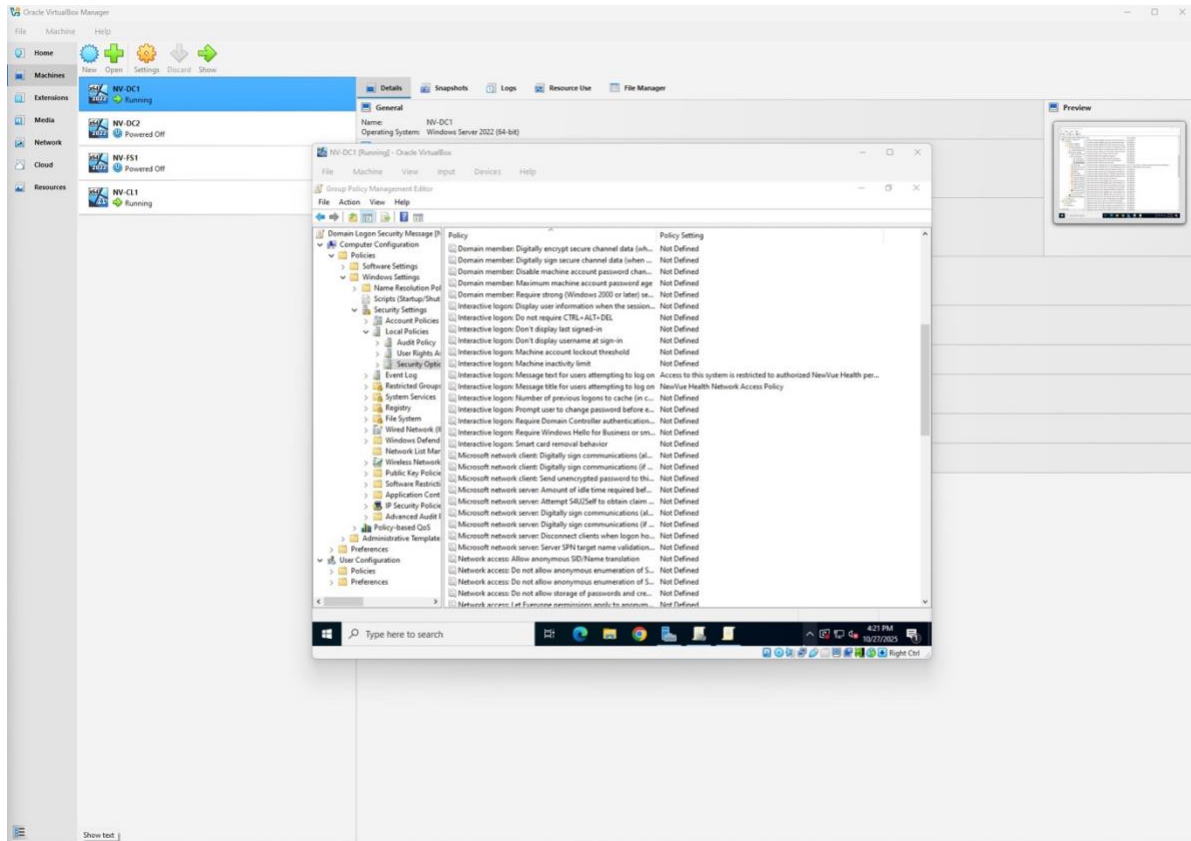 Oracle VirtualBox Manager
File Machine Help
Home
Machines
Extensions
Media
Network
Cloud
Resources
New Open Settings Discard Show
NV-DC1
Running
NV-DC2
Powered Off
NV-FS1
Powered Off
NV-CL1
Running
Details Snapshots Logs Resource Use File Manager
General
Name: NV-DC1
Operating System: Windows Server 2022 (64-bit)
Preview
NV-DC1 [Running] - Oracle VirtualBox
File Machine View Input Devices Help
Group Policy Management Editor
File Action View Help
Domain Logon Security Message [
Computer Configuration
Policies
Software Settings
Windows Settings
Name Resolution Pol
Scripts (Startup/Shut
Security Settings
Account Policies
Local Policies
Audit Policy
User Rights A
Security Optio
Event Log
Restricted Groups
System Services
Registry
File System
Wired Network (
Windows Defend
Network List Mar
Wireless Network
Public Key Policie
Software Restricti
Application Cont
IP Security Policie
Advanced Audit
Policy-based QoS
Administrative Template
Preferences
User Configuration
Policies
Preferences
Policy Policy Setting
Domain member: Digitally encrypt secure channel data (wh... Not Defined
Domain member: Digitally sign secure channel data (when ... Not Defined
Domain member: Disable machine account password chan... Not Defined
Domain member: Maximum machine account password age Not Defined
Domain member: Require strong (Windows 2000 or later) se... Not Defined
Interactive logon: Display user information when the session... Not Defined
Interactive logon: Do not require CTRL+ALT+DEL Not Defined
Interactive logon: Don't display last signed-in Not Defined
Interactive logon: Don't display username at sign-in Not Defined
Interactive logon: Machine account lockout threshold Not Defined
Interactive logon: Machine inactivity limit Not Defined
Interactive logon: Message text for users attempting to log on Access to this system is restricted to authorized NewVue Health per...
Interactive logon: Message title for users attempting to log on NewVue Health Network Access Policy
Interactive logon: Number of previous logons to cache (in c... Not Defined
Interactive logon: Prompt user to change password before e... Not Defined
Interactive logon: Require Domain Controller authentication... Not Defined
Interactive logon: Require Windows Hello for Business or sm... Not Defined
Interactive logon: Smart card removal behavior Not Defined
Microsoft network client: Digitally sign communications (al... Not Defined
Microsoft network client: Digitally sign communications (if ... Not Defined
Microsoft network client: Send unencrypted password to thi... Not Defined
Microsoft network server: Amount of idle time required bef... Not Defined
Microsoft network server: Attempt S4U2Self to obtain claim ... Not Defined
Microsoft network server: Digitally sign communications (al... Not Defined
Microsoft network server: Digitally sign communications (if ... Not Defined
Microsoft network server: Disconnect clients when logon ho... Not Defined
Microsoft network server: Server SPN target name validation... Not Defined
Network access: Allow anonymous SID/Name translation Not Defined
Network access: Do not allow anonymous enumeration of S... Not Defined
Network access: Do not allow anonymous enumeration of S... Not Defined
Network access: Do not allow storage of passwords and cre... Not Defined
Network access: Let Everyone permissions apply to anonym... Not Defined
Type here to search
4:21 PM
10/27/2025
Right Ctrl
Show text